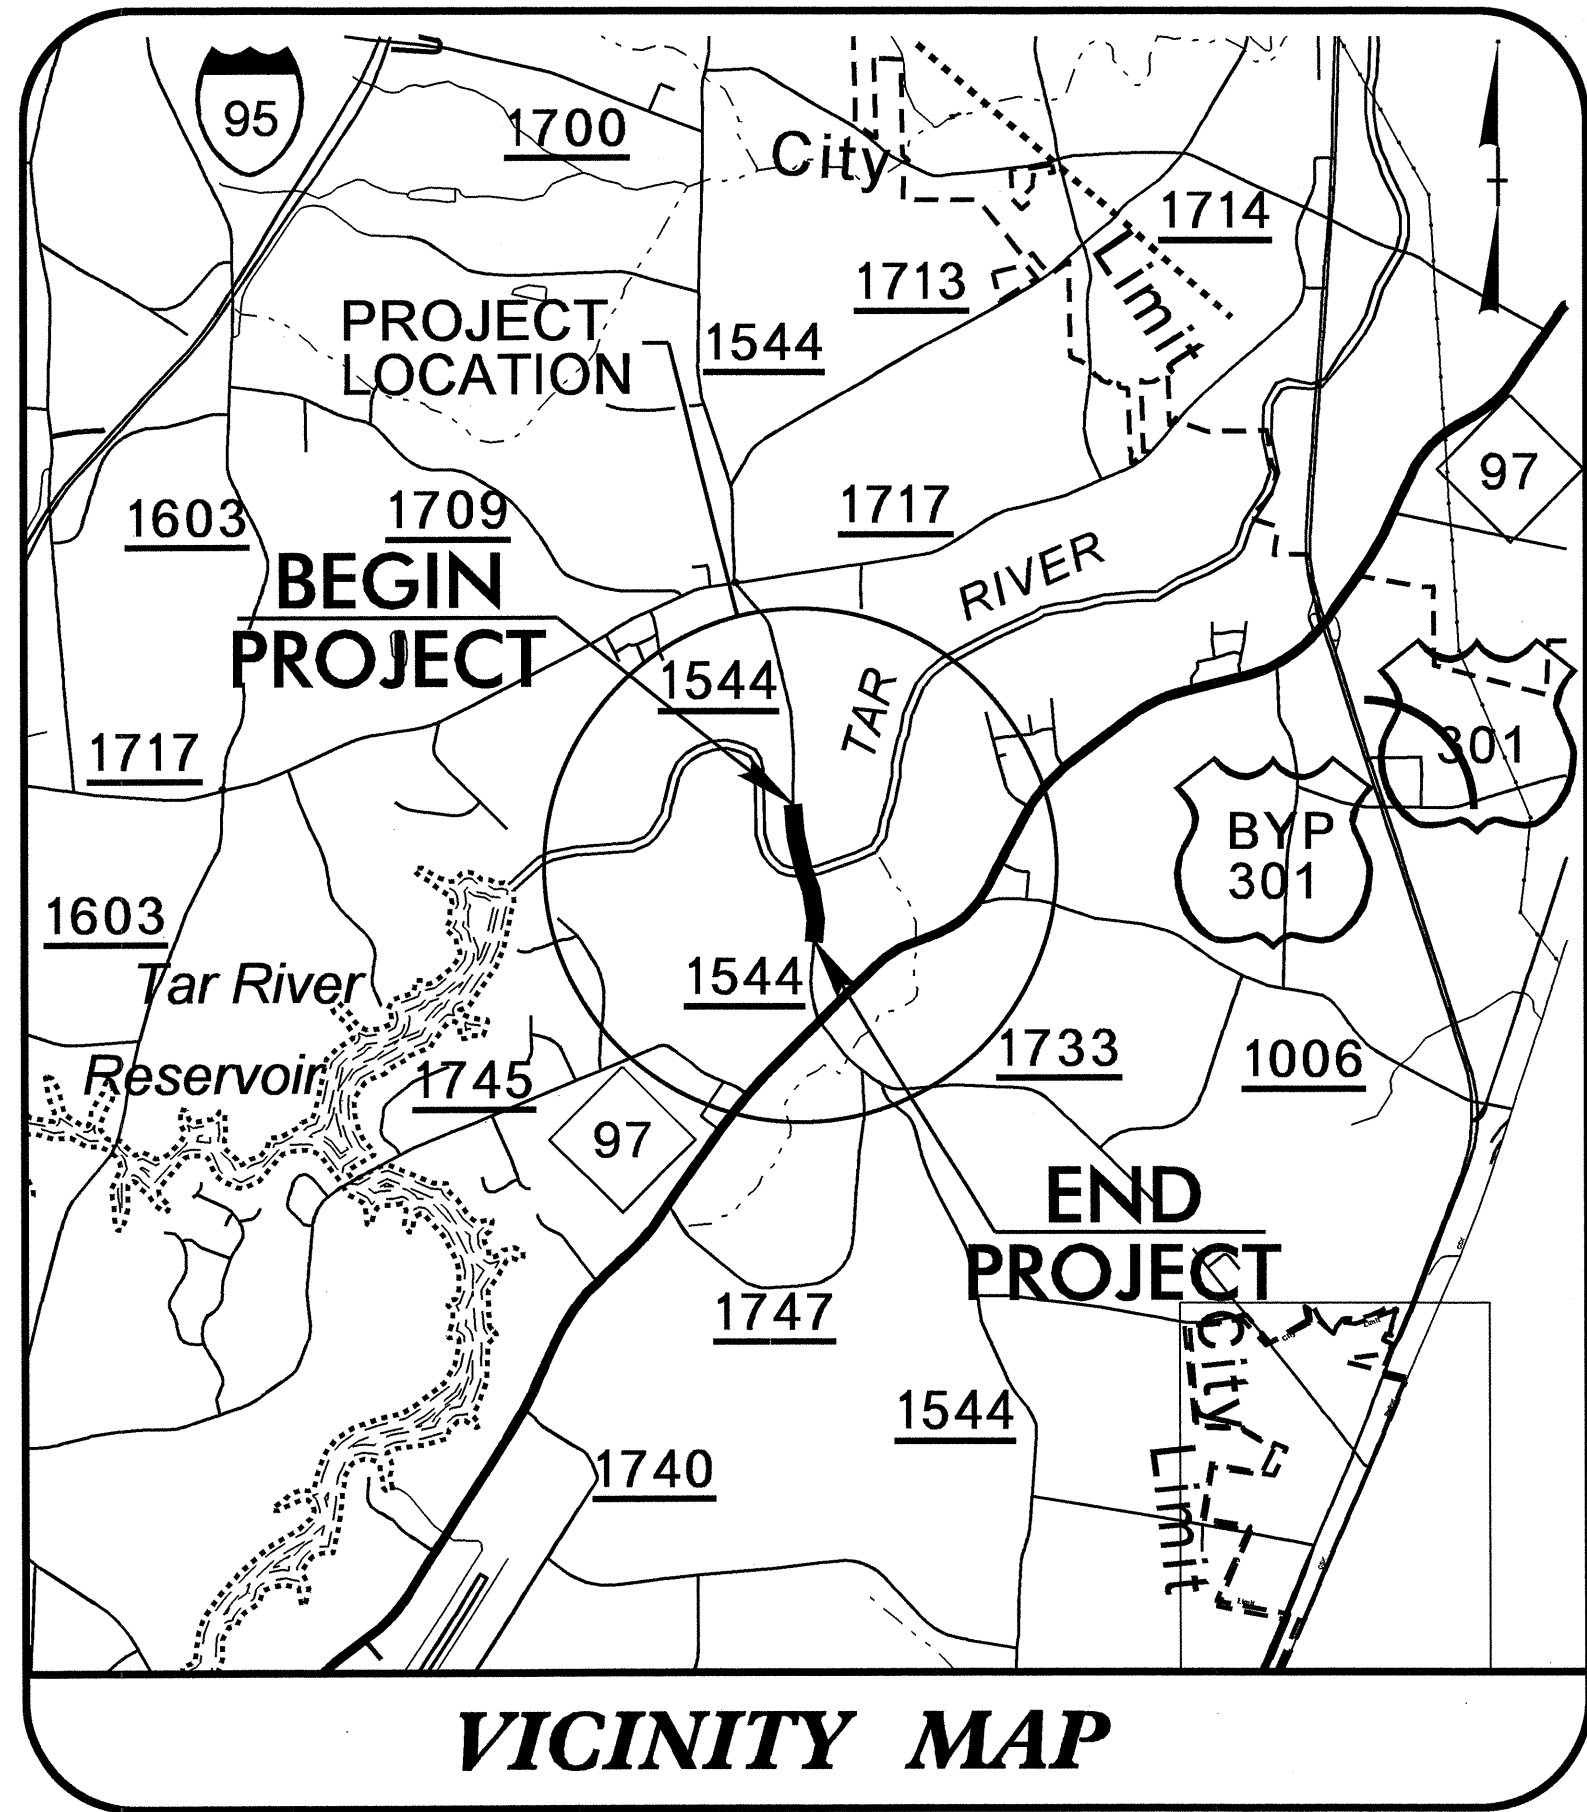 95
1700
City
1714
Limit
1713
PROJECT
LOCATION
1544
97
1603
1709
1717
RIVER
BEGIN
PROJECT
1544
TAR
301
1717
BYP
301
1603
Tar River
1544
1733
1006
Reservoir
1745
97
END
PROJECT
1747
City
Limit
1544
1740
VICINITY MAP